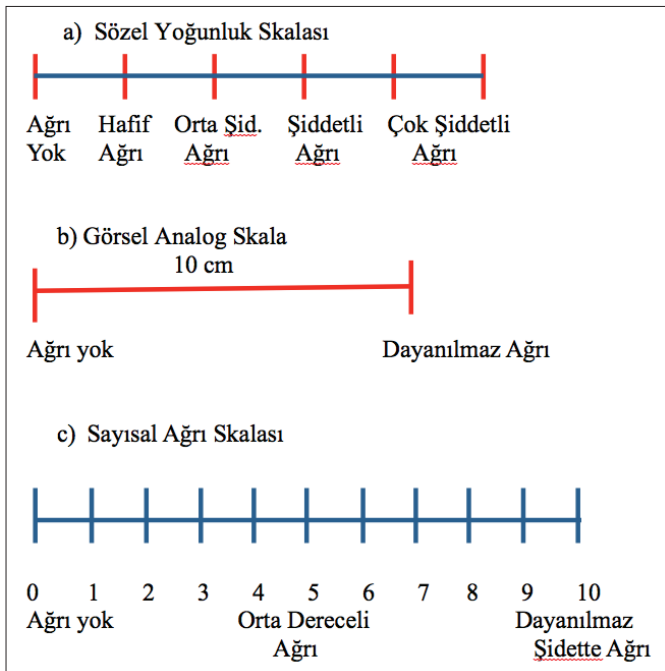 a) Sözel Yoğunluk Skalası
Ağrı Hafif Orta Şid. Şiddetli Çok Şiddetli
Yok Ağrı Ağrı Ağrı Ağrı
b) Görsel Analog Skala
10 cm
Ağrı yok Dayanılmaz Ağrı
c) Sayısal Ağrı Skalası
0 1 2 3 4 5 6 7 8 9 10
Ağrı yok Orta Dereceli Dayanılmaz
Ağrı Şidette Ağrı